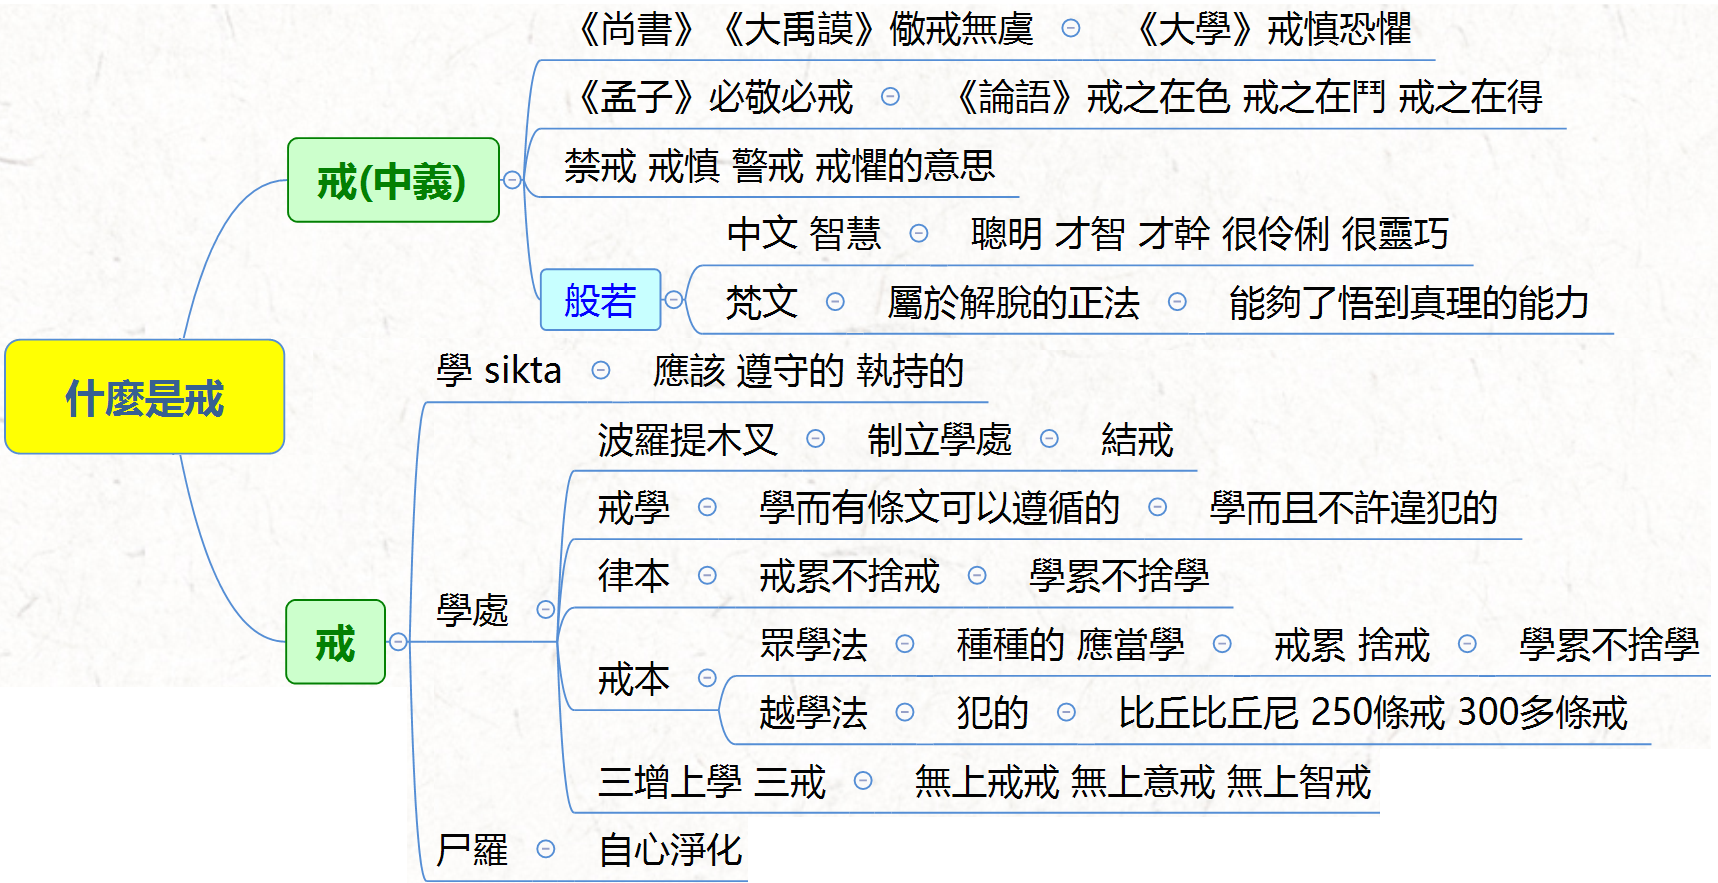 《尚書》《大禹謨》儆戒無虞 《大學》戒慎恐懼
《孟子》必敬必戒 《論語》戒之在色 戒之在鬥 戒之在得
戒(中義)
禁戒 戒慎 警戒 戒懼的意思
般若
中文 智慧 聰明 才智 才幹 很伶俐 很靈巧
梵文 屬於解脫的正法 能夠了悟到真理的能力
什麼是戒
學 sikta 應該 遵守的 執持的
戒
學處
波羅提木叉 制立學處 結戒
戒學 學而有條文可以遵循的 學而且不許違犯的
律本 戒累不捨戒 學累不捨學
戒本
眾學法 種種的 應當學 戒累 捨戒 學累不捨學
越學法 犯的 比丘比丘尼 250條戒 300多條戒
三增上學 三戒 無上戒戒 無上意戒 無上智戒
尸羅 自心淨化